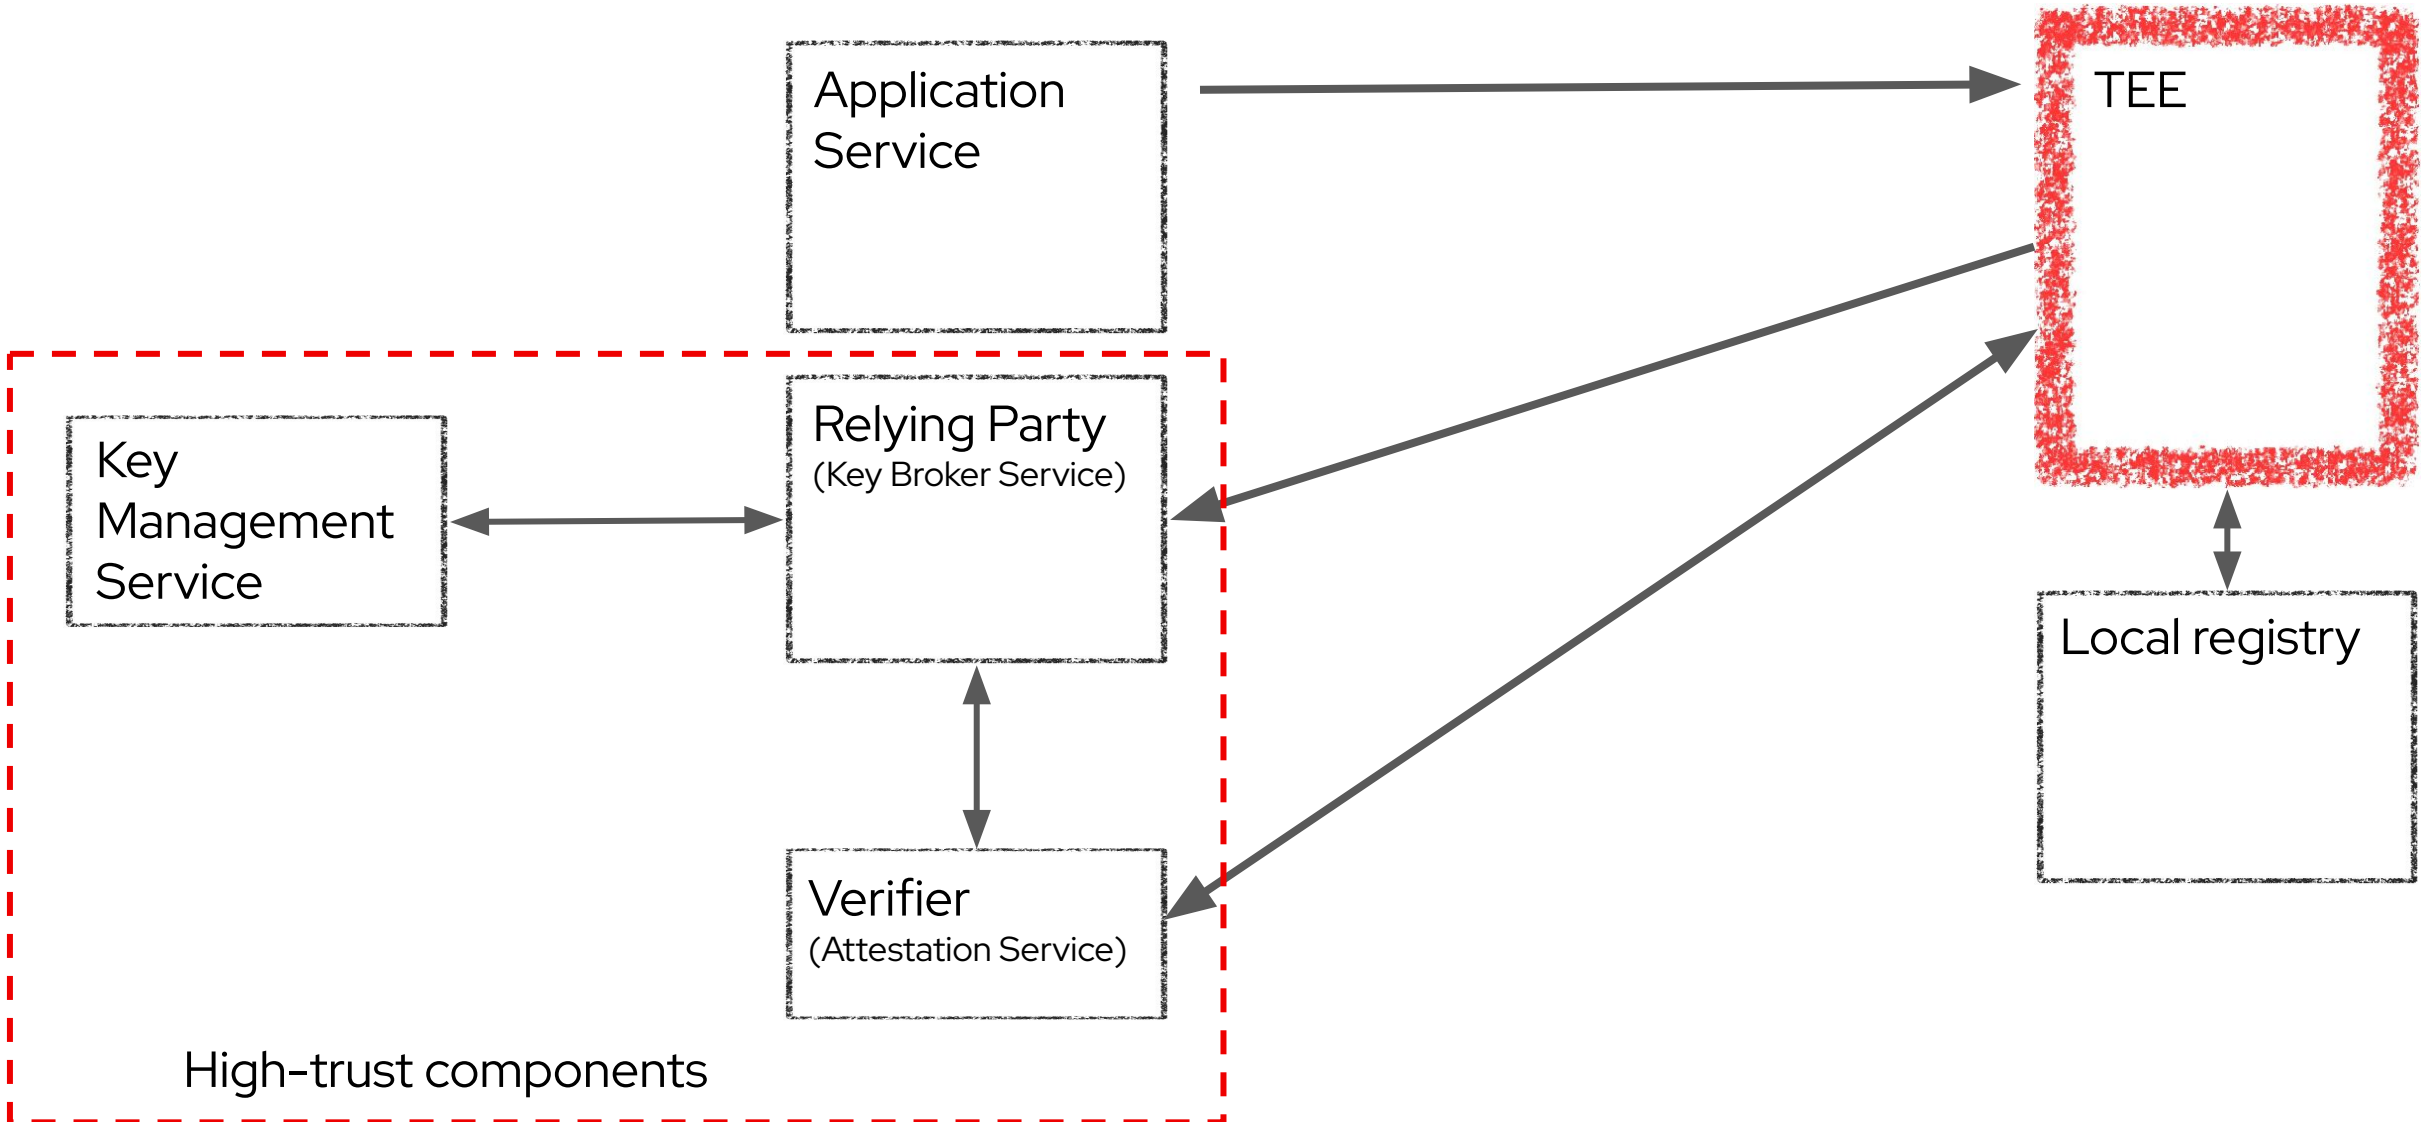 Application
Service
TEE
Key
Management
Service
Relying Party
(Key Broker Service)
Local registry
Verifier
(Attestation Service)
High-trust components